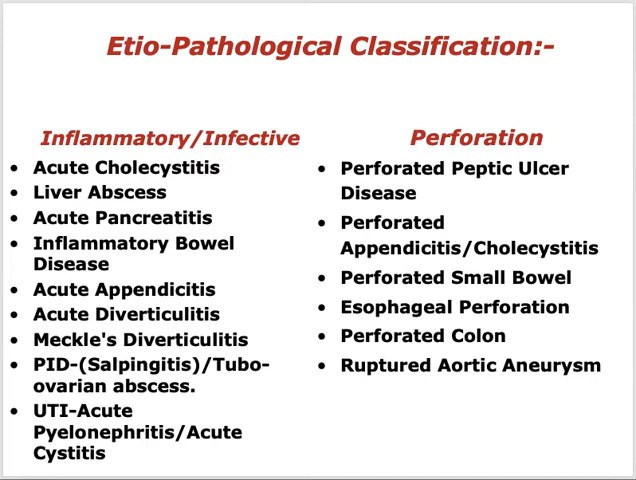 Etio-Pathological Classification:-
Inflammatory/Infective
• Acute Cholecystitis
• Liver Abscess
• Acute Pancreatitis
• Inflammatory Bowel
Disease
• Acute Appendicitis
• Acute Diverticulitis
• Meckle's Diverticulitis
• PID-(Salpingitis)/Tubo-
ovarian abscess.
• UTI-Acute
Pyelonephritis/Acute
Cystitis
Perforation
• Perforated Peptic Ulcer
Disease
• Perforated
Appendicitis/Cholecystitis
• Perforated Small Bowel
• Esophageal Perforation
• Perforated Colon
• Ruptured Aortic Aneurysm